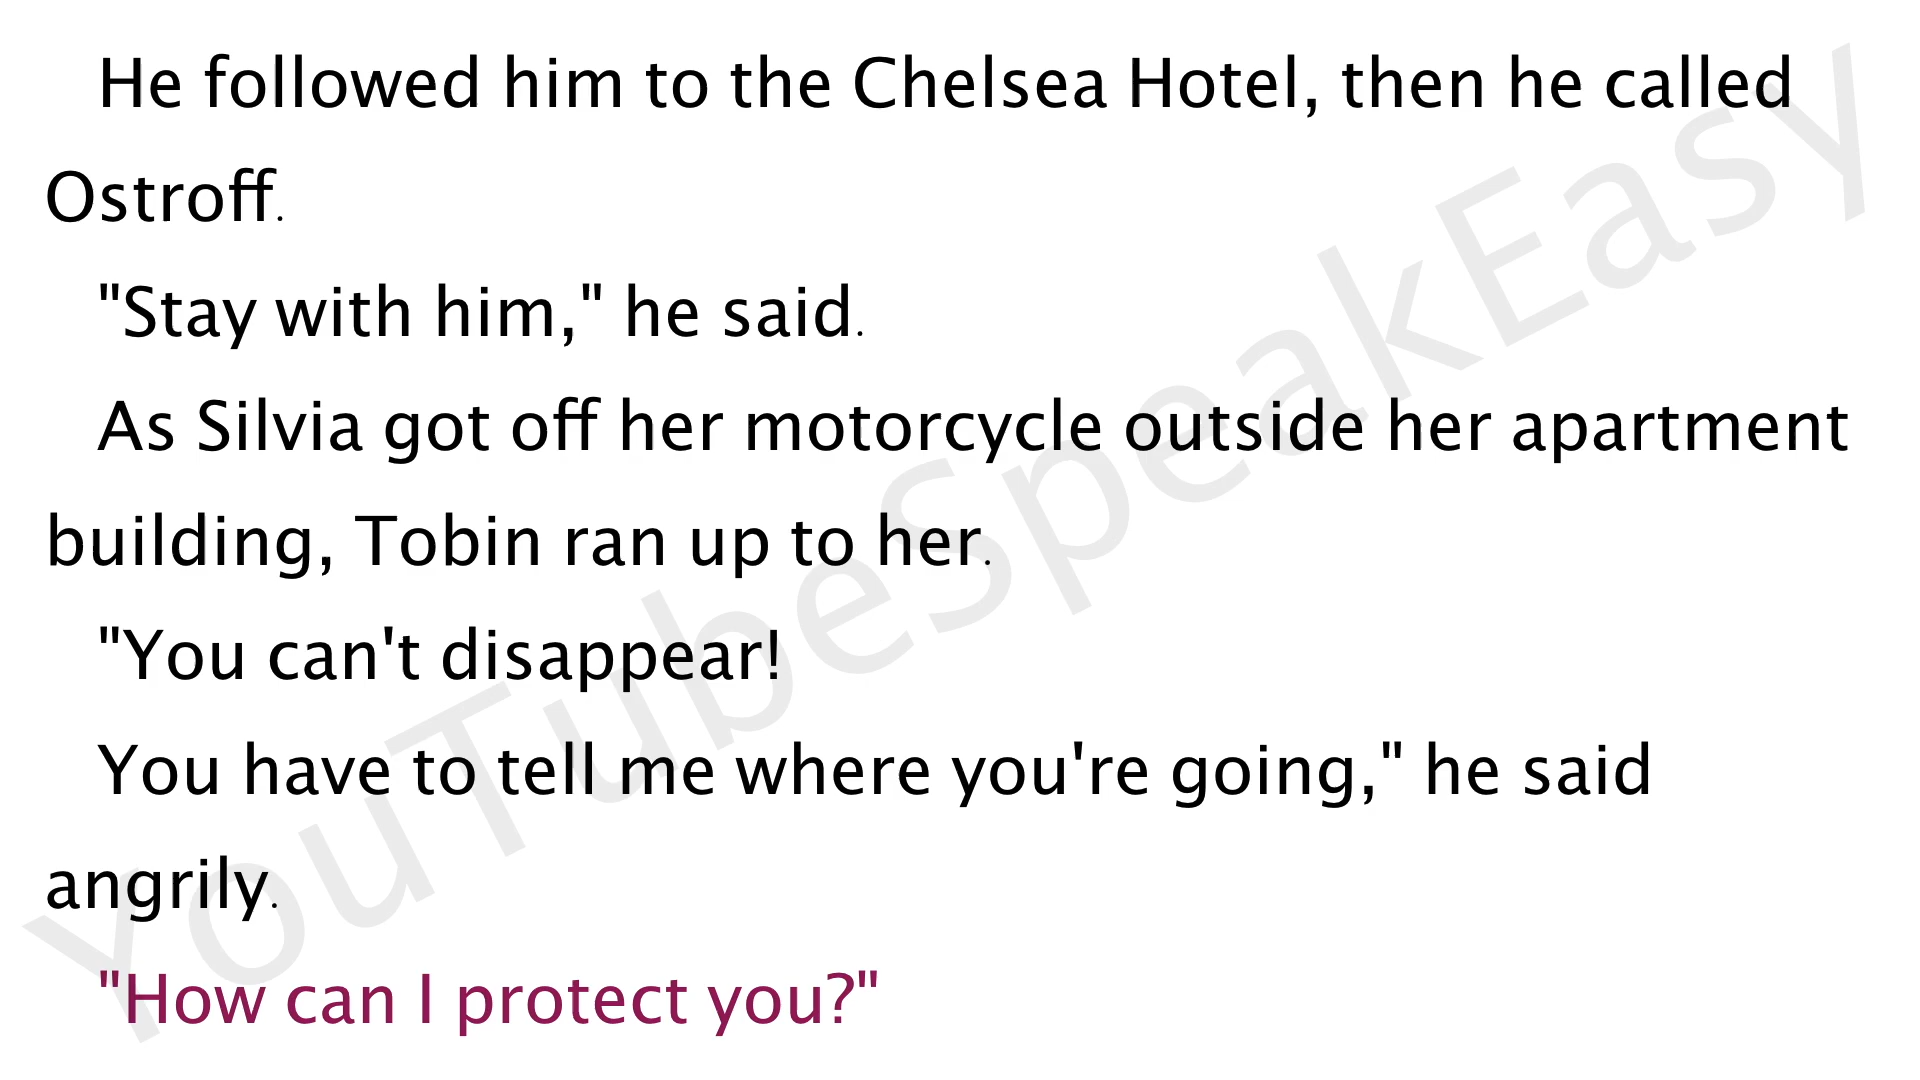 He followed him to the Chelsea Hotel, then he called
Ostroff.
"Stay with him," he said.
As Silvia got off her motorcycle outside her apartment
building, Tobin ran up to her.
"You can't disappear!
You have to tell me where you're going," he said
angrily.
"How can I protect you?"
YouTubeSpeakEasy